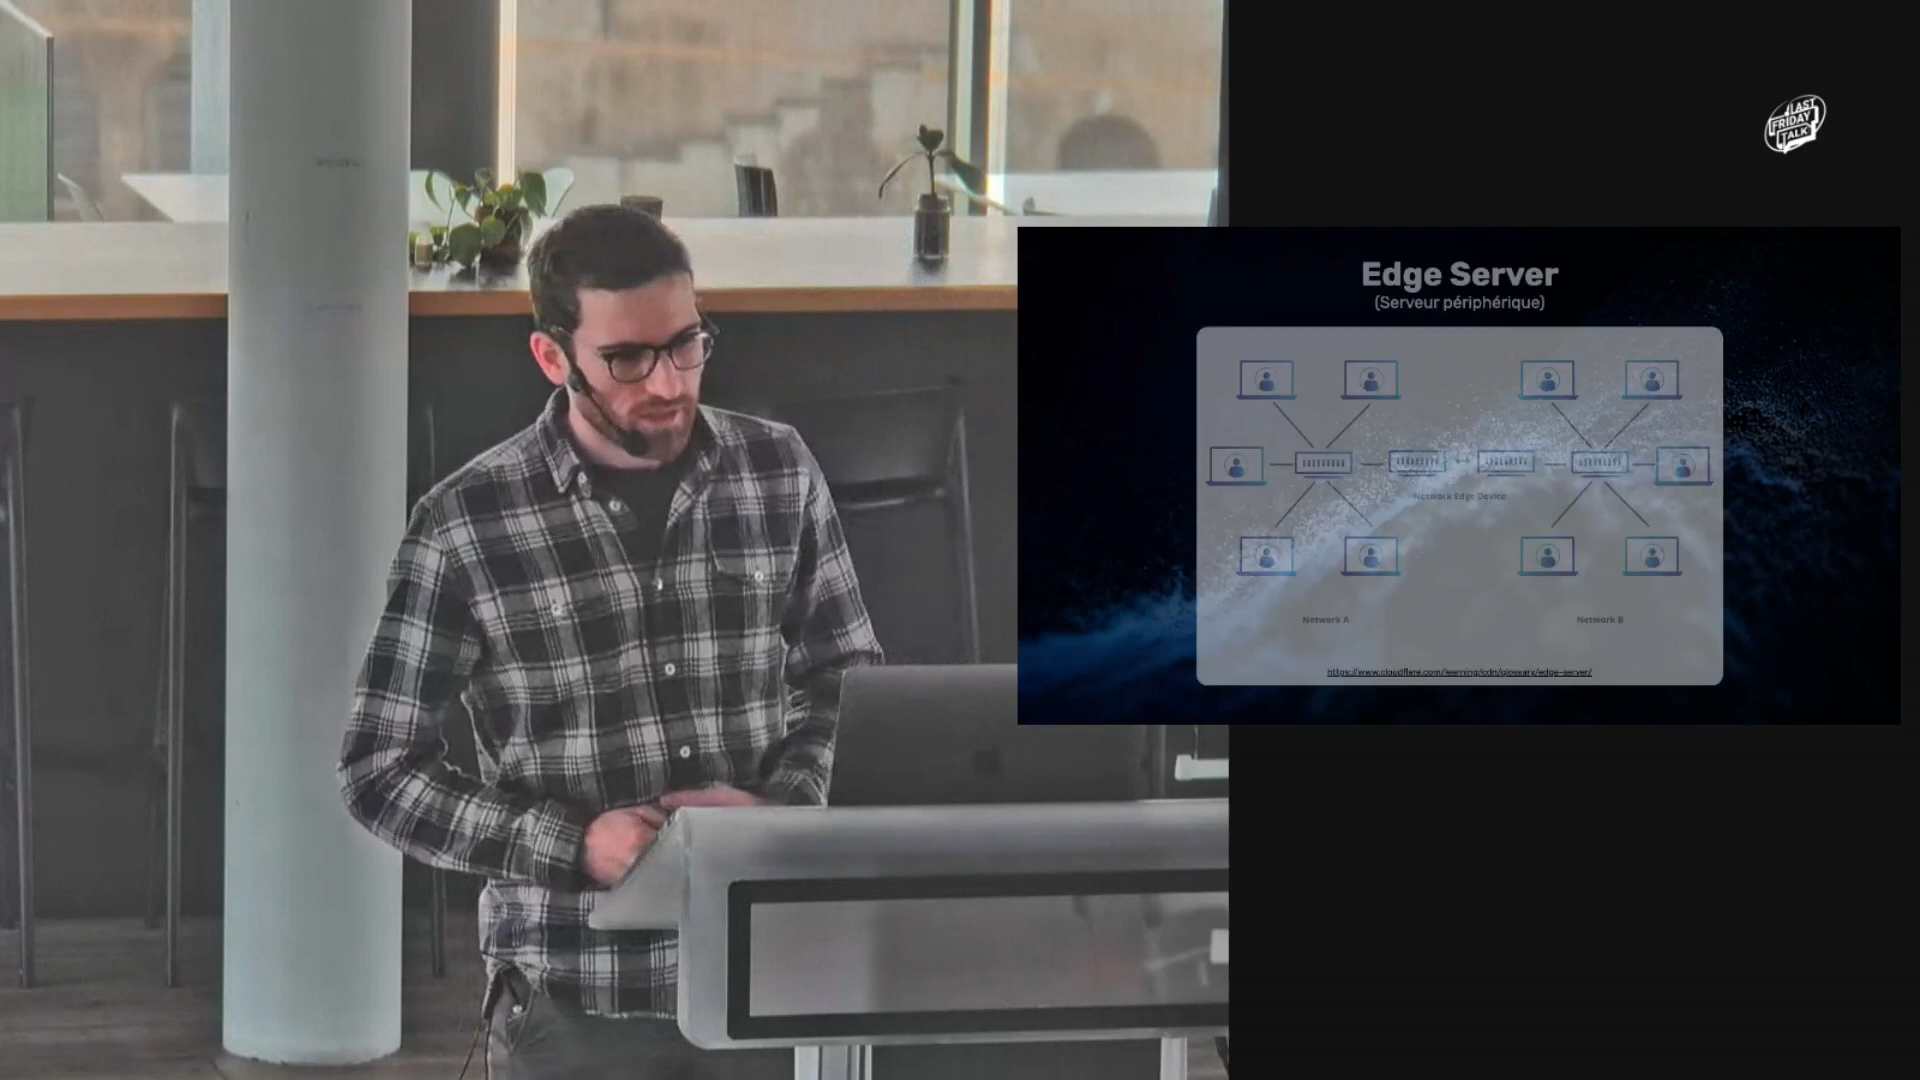 LAST
FRIDAY
TALK
Edge Server
(Serveur périphérique)
Network Edge Device
Network A
Network B
https://www.cloudflare.com/learning/cdn/glossary/edge-server/